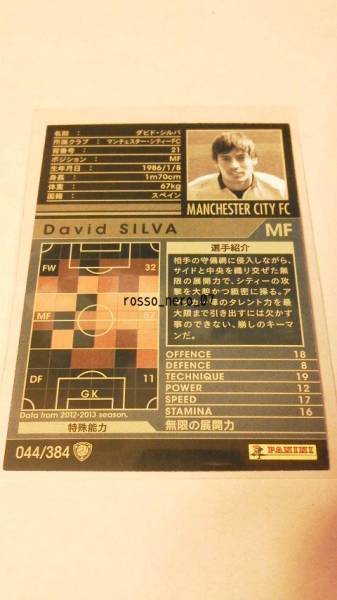 名前 : ダビド・シルバ
所属クラブ : マンチェスター・シティーFC
背番号 : 21
ポジション : MF
生年月日 : 1986/1/8
身長 : 1m70cm
体重 : 67kg
国籍 : スペイン
MANCHESTER CITY FC
David SILVA MF
FW 32
MF 57
DF 11
GK
Data from 2012-2013 season.
選手紹介
相手の守備網に侵入しながら、
サイドと中央を織り交ぜた無
限の展開力で、シティーの攻
撃を大胆かつ緻密に操る。ア
タッカー達のタレント力を最
大限まで引き出すには欠かす
事のできない、崩しのキーマ
ンだ。
rosso_nero_07
OFFENCE 18
DEFENCE 8
TECHNIQUE 19
POWER 12
SPEED 17
STAMINA 16
特殊能力 無限の展開力
044/384
PANINI